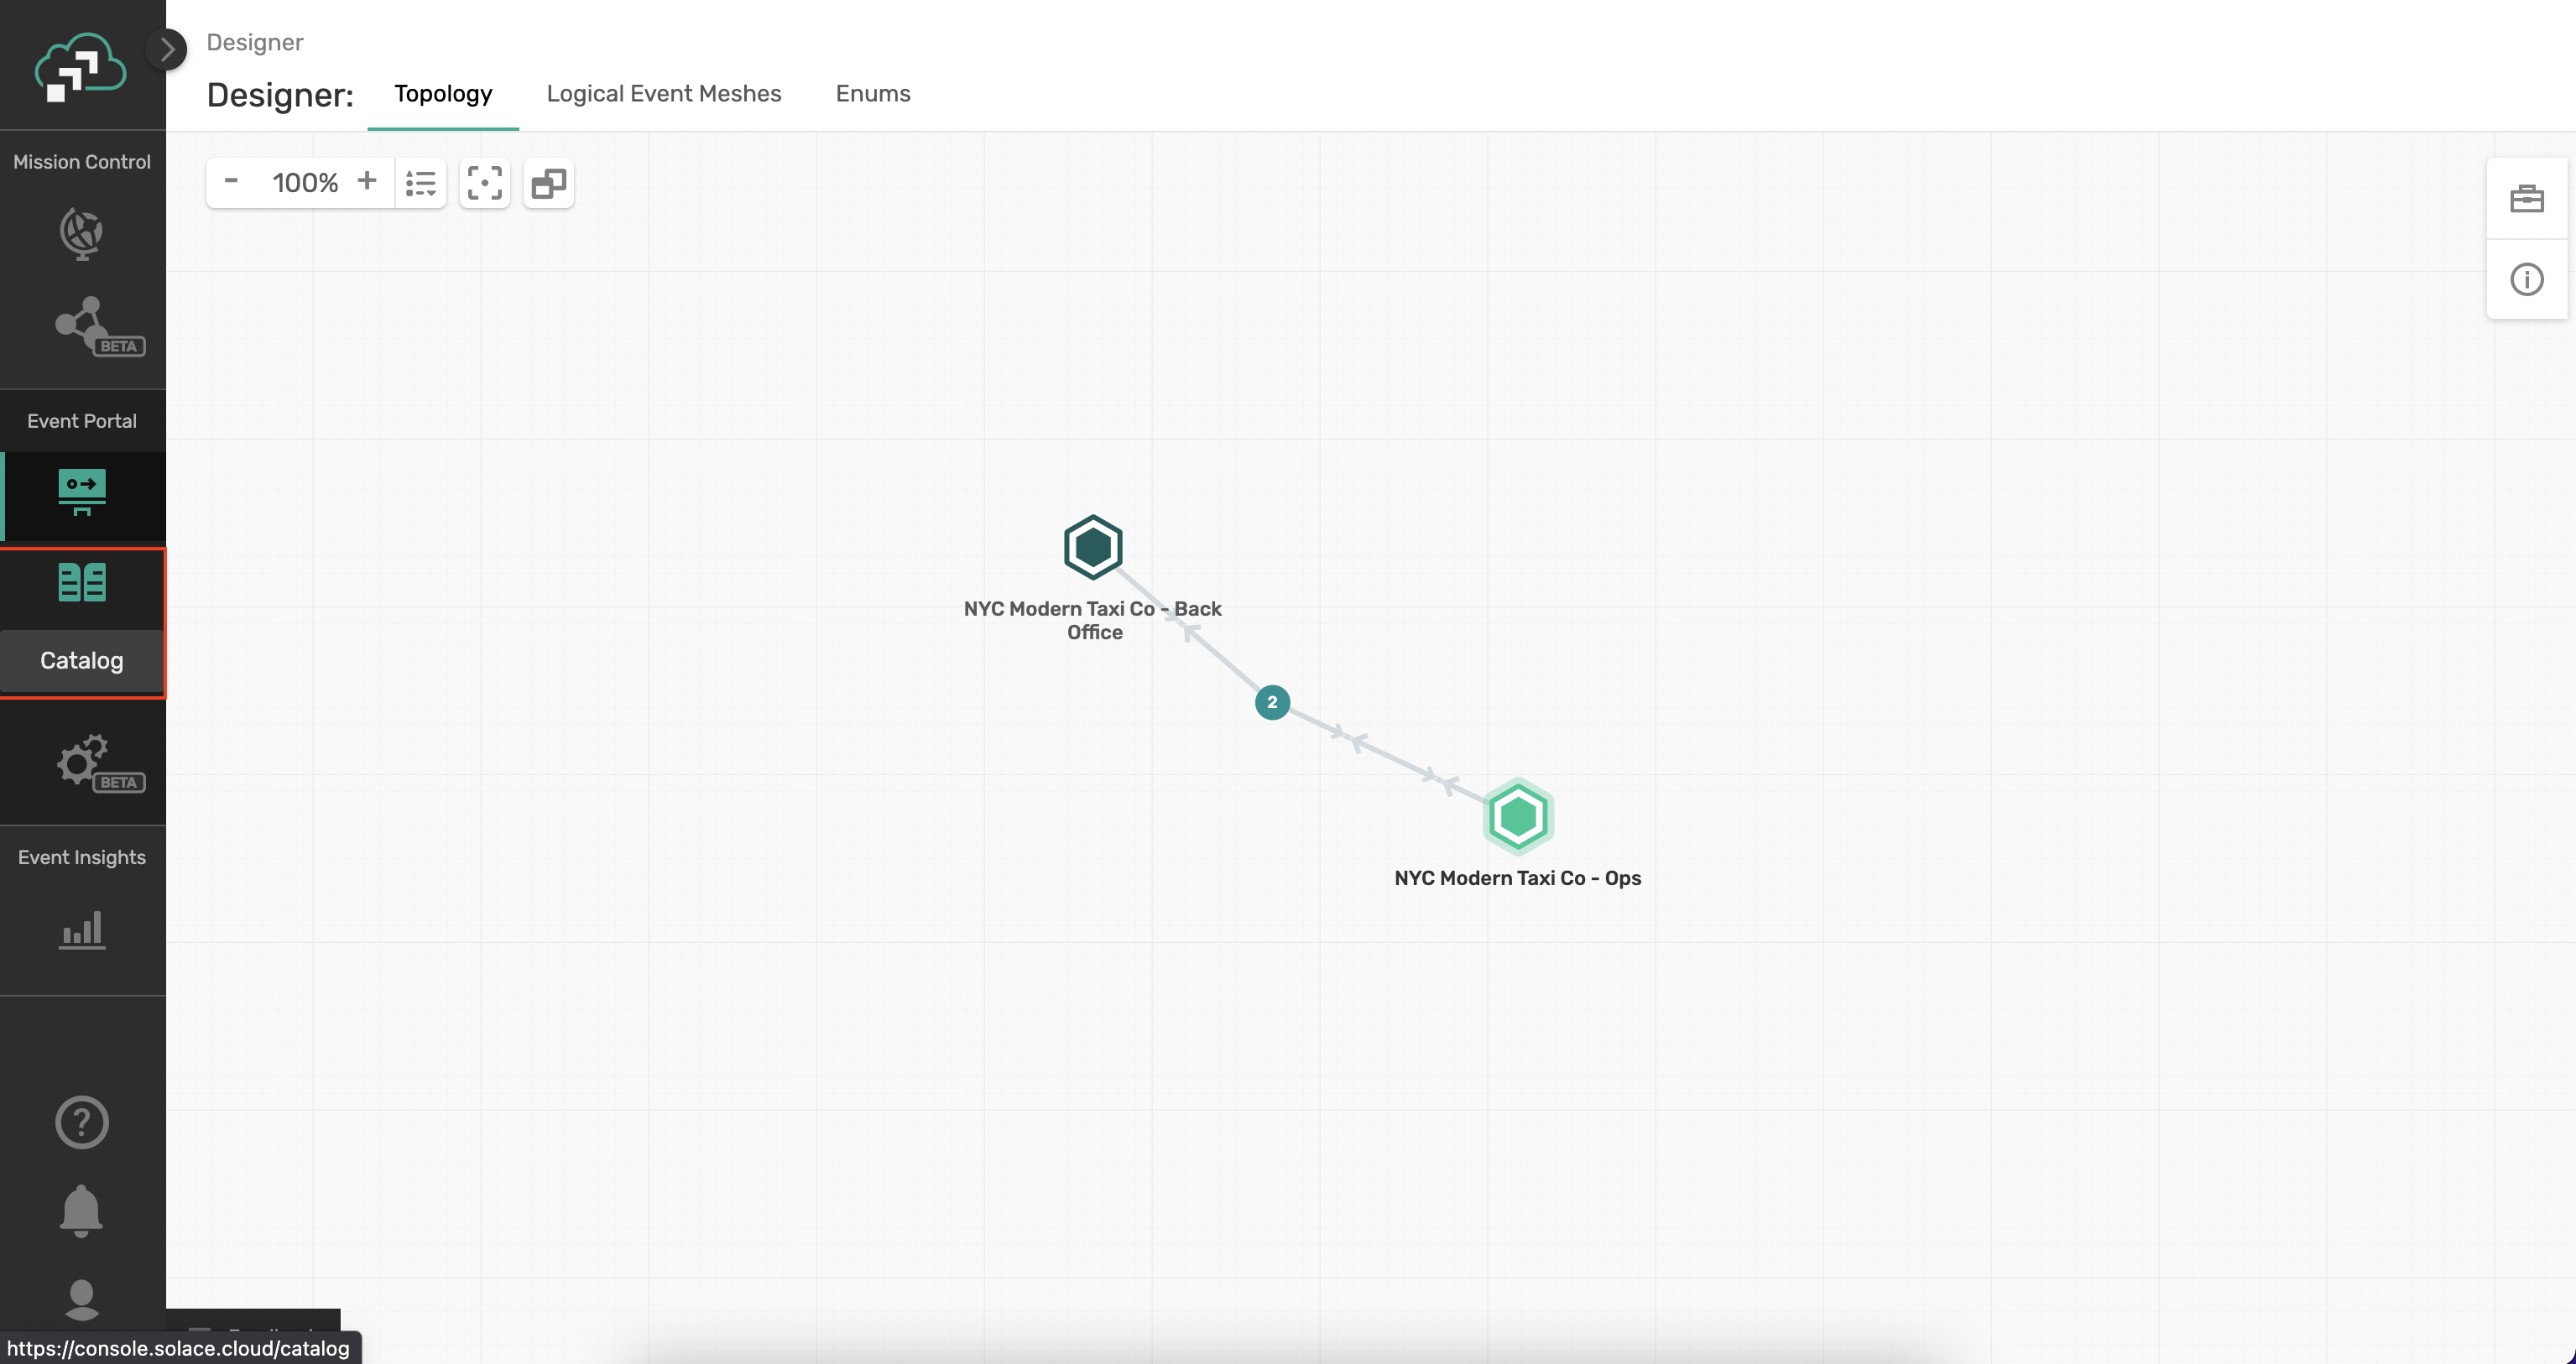 Designer
Designer:
Topology
Logical Event Meshes
Enums
- 100% +
Mission Control
BETA
Event Portal
Catalog
BETA
Event Insights
NYC Modern Taxi Co - Back
Office
2
NYC Modern Taxi Co - Ops
https://console.solace.cloud/catalog